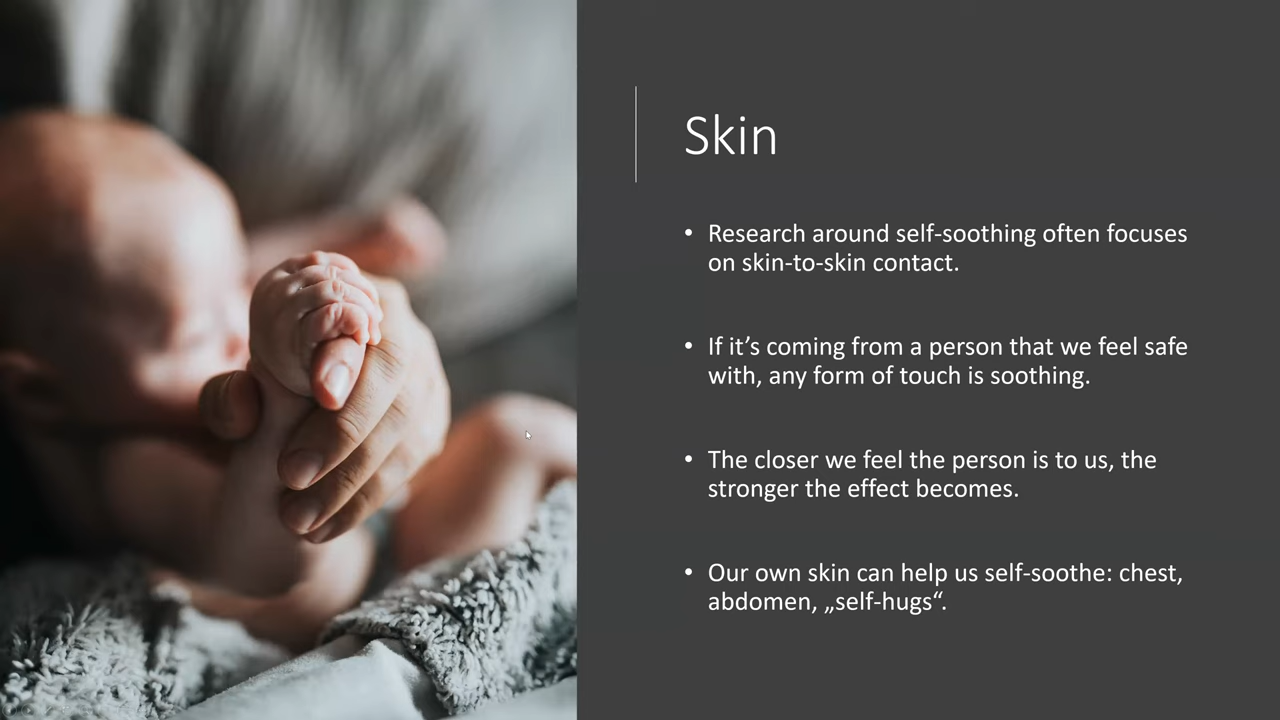 Skin
• Research around self-soothing often focuses
on skin-to-skin contact.
• If it’s coming from a person that we feel safe
with, any form of touch is soothing.
• The closer we feel the person is to us, the
stronger the effect becomes.
• Our own skin can help us self-soothe: chest,
abdomen, „self-hugs“.